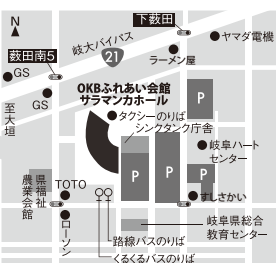 N
下薮田
岐大バイパス
ヤマダ電機
薮田南5
21
GS
ラーメン屋
OKBふれあい会館
サラマンカホール
P
GS
タクシーのりば
至大垣
シンクタンク庁舎
岐阜ハート
センター
P
P
P
県福祉
農業会館
TOTO
すしさかい
ローソン
岐阜県総合
教育センター
路線バスのりば
くるくるバスのりば